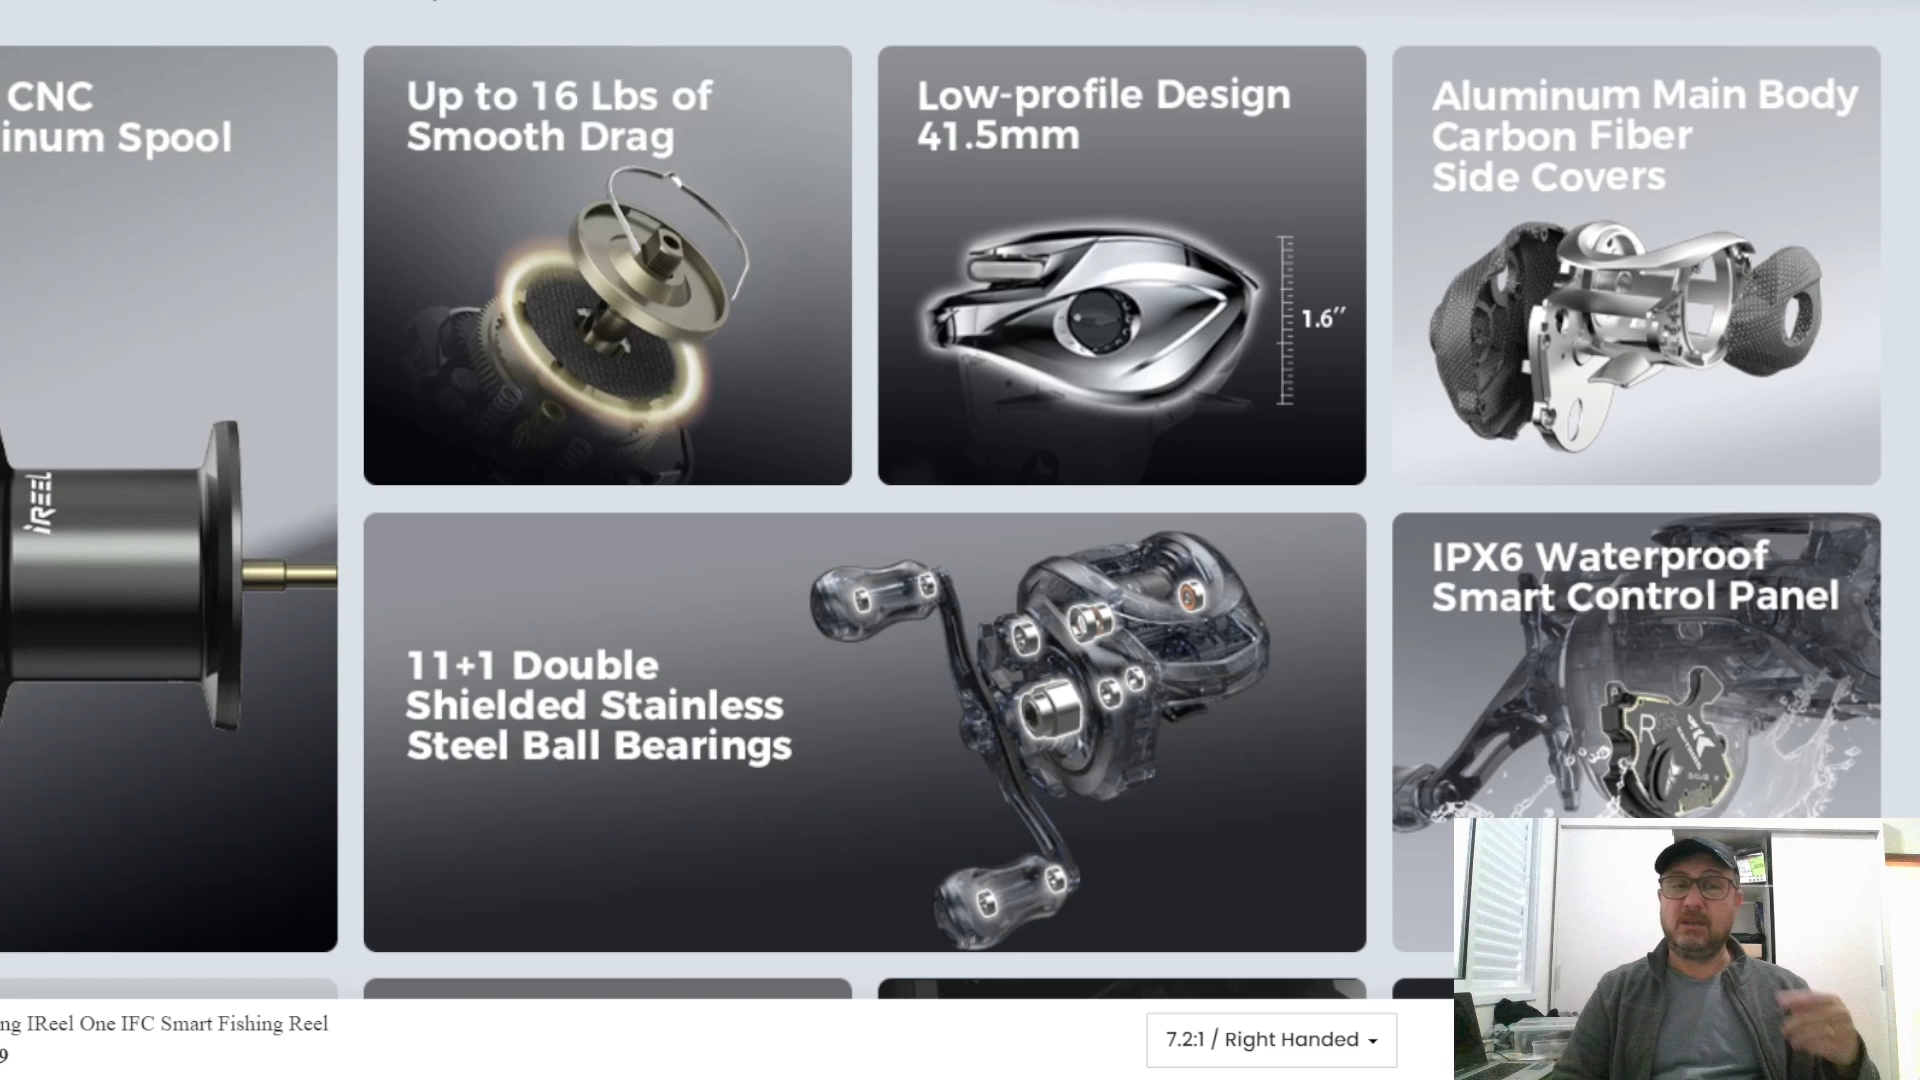 CNC
inum Spool
Up to 16 Lbs of
Smooth Drag
Low-profile Design
41.5mm
1.6″
Aluminum Main Body
Carbon Fiber
Side Covers
iREEL
11+1 Double
Shielded Stainless
Steel Ball Bearings
IPX6 Waterproof
Smart Control Panel
R
ng IReel One IFC Smart Fishing Reel
9
7.2:1 / Right Handed